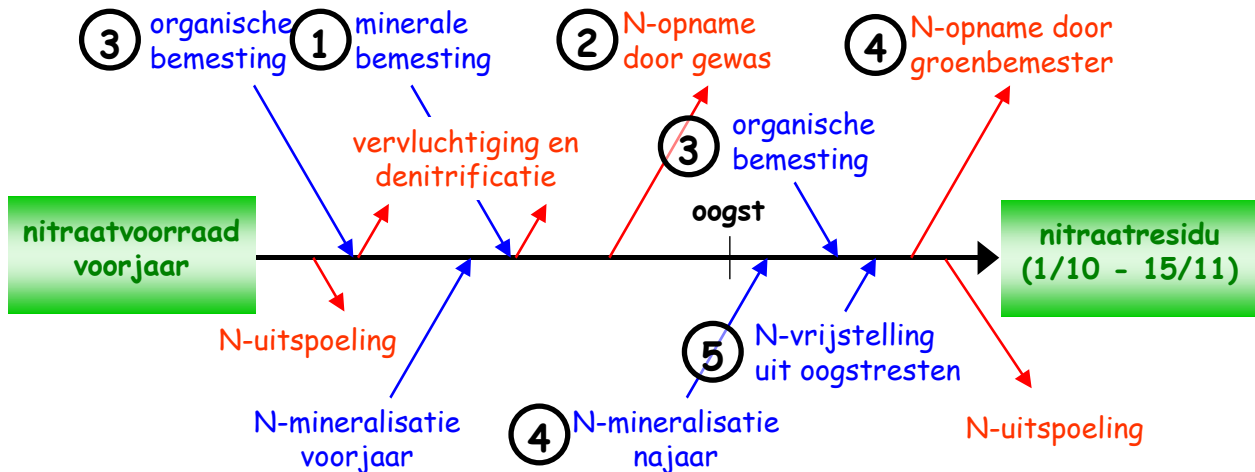 3 organische
bemesting
1 minerale
bemesting
2 N-opname
door gewas
4 N-opname door
groenbemester
vervluchtiging en
denitrificatie
3 organische
bemesting
oogst
nitraatvoorraad
voorjaar
nitraatresidu
(1/10 - 15/11)
N-uitspoeling
5 N-vrijstelling
uit oogstresten
N-mineralisatie
voorjaar
4 N-mineralisatie
najaar
N-uitspoeling